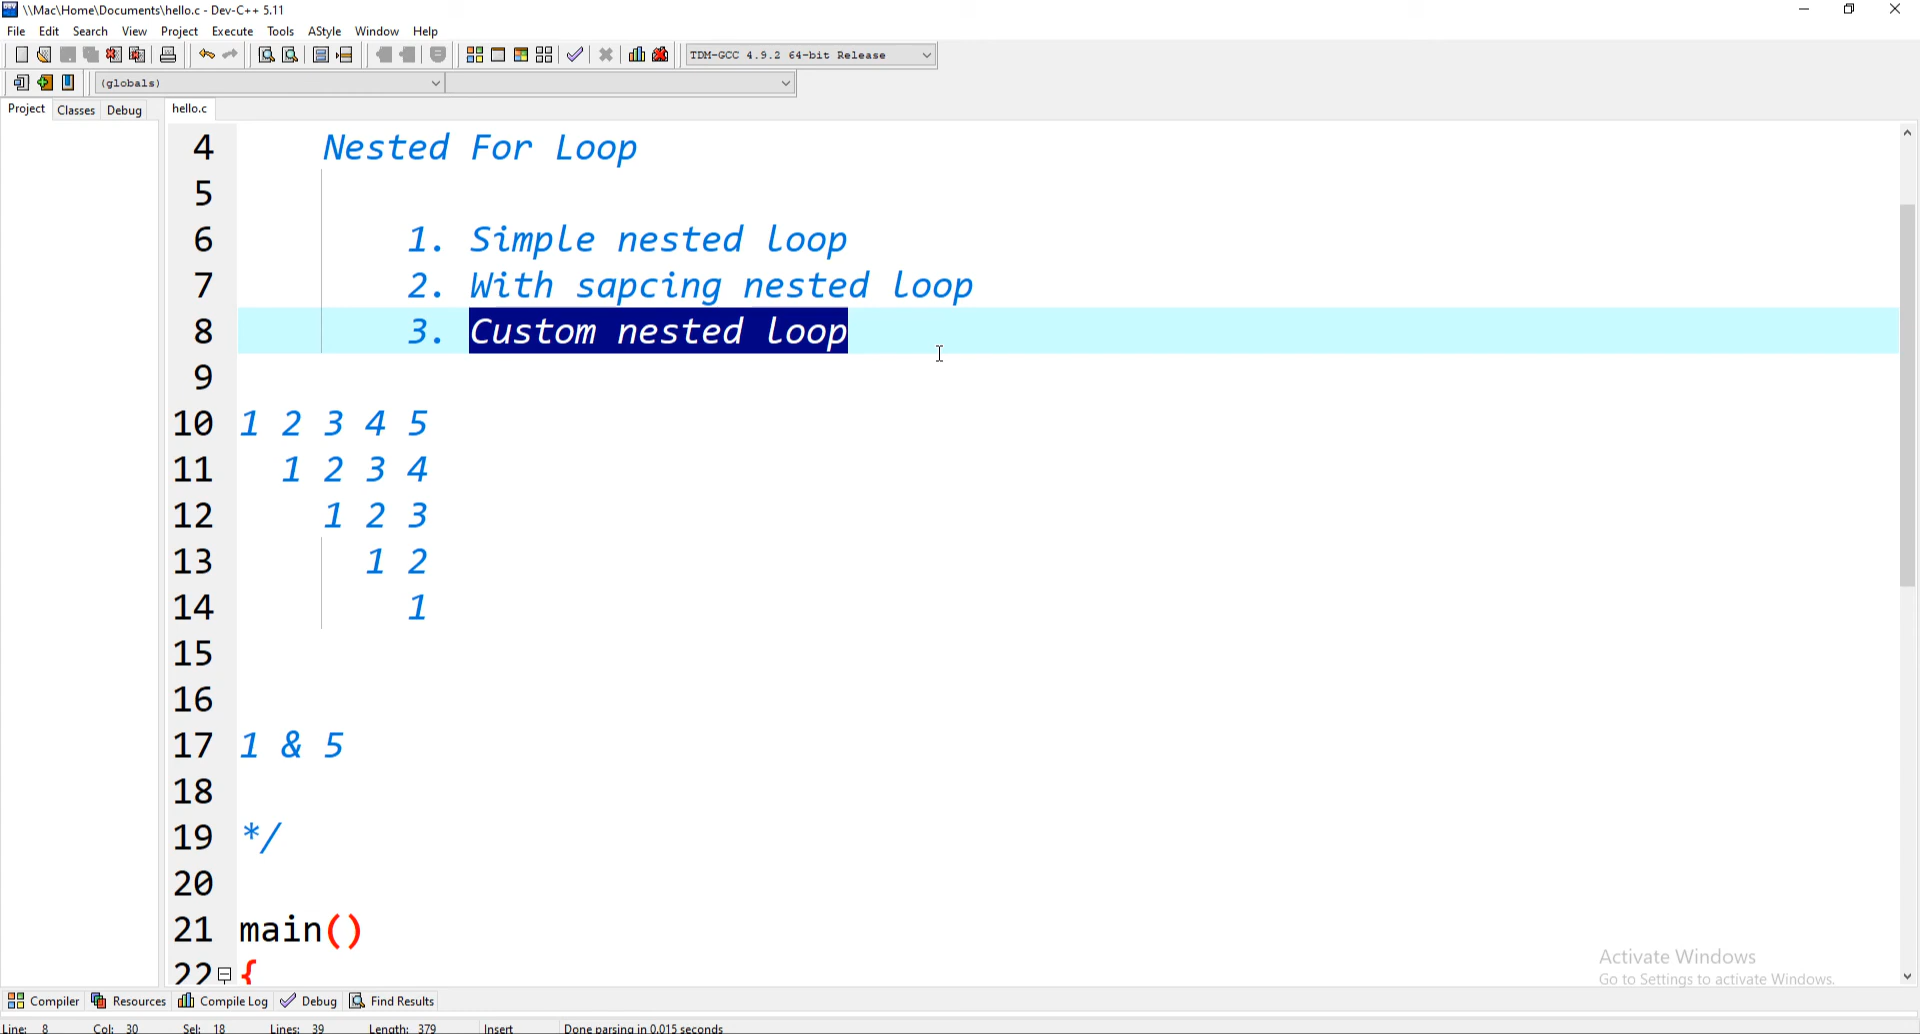 \\Mac\Home\Documents\hello.c - Dev-C++ 5.11
File Edit Search View Project Execute Tools AStyle Window Help
TDM-GCC 4.9.2 64-bit Release
(globals)
Project Classes Debug hello.c
4 Nested For Loop
5
6 1. Simple nested loop
7 2. With sapcing nested loop
8 3. Custom nested loop
9
10 1 2 3 4 5
11 1 2 3 4
12 1 2 3
13 1 2
14 1
15
16
17 1 & 5
18
19 */
20
21 main()
22 {
Activate Windows
Go to Settings to activate Windows.
Compiler Resources Compile Log Debug Find Results
Line: 8 Col: 30 Sel: 18 Lines: 39 Length: 379 Insert Done parsing in 0.015 seconds